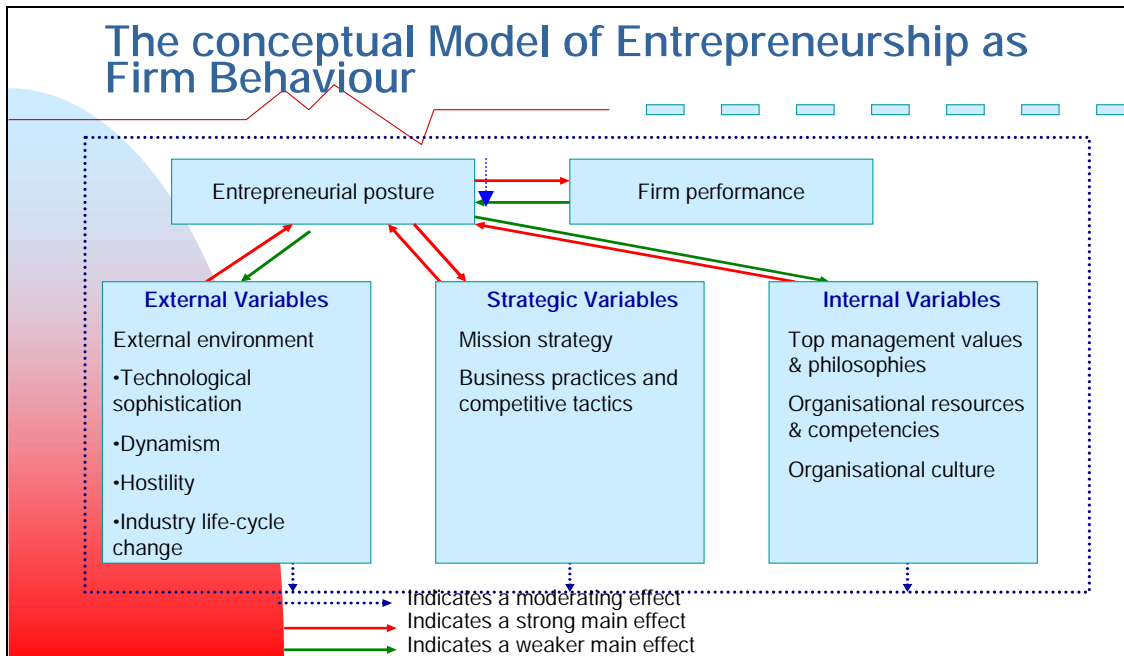 The conceptual Model of Entrepreneurship as
Firm Behaviour
Entrepreneurial posture
Firm performance
External Variables
External environment
•Technological
sophistication
•Dynamism
•Hostility
•Industry life-cycle
change
Strategic Variables
Mission strategy
Business practices and
competitive tactics
Internal Variables
Top management values
& philosophies
Organisational resources
& competencies
Organisational culture
Indicates a moderating effect
Indicates a strong main effect
Indicates a weaker main effect